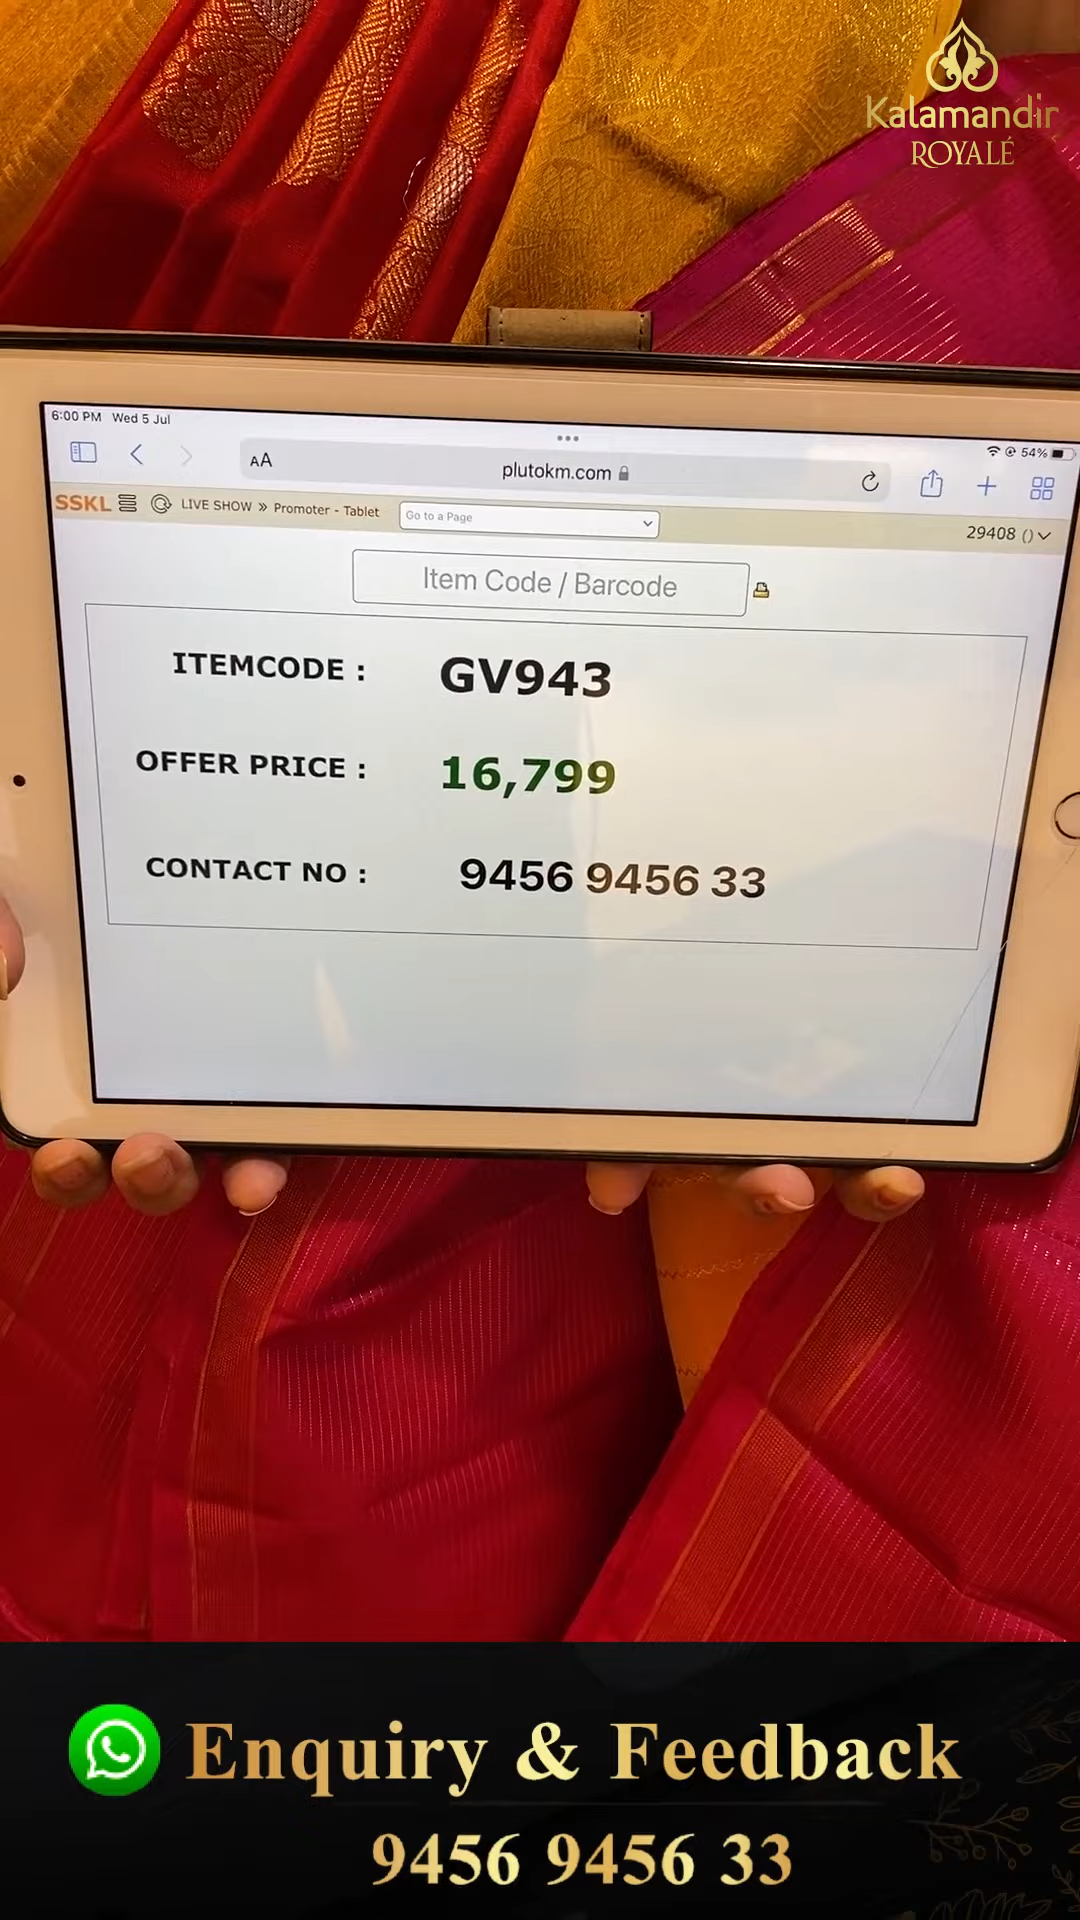 Kalamandir
ROYALÉ
6:00 PM Wed 5 Jul
54%
AA
plutokm.com
SSKL
LIVE SHOW » Promoter - Tablet
Go to a Page
29408 ()
Item Code / Barcode
ITEMCODE : GV943
OFFER PRICE : 16,799
CONTACT NO : 9456 9456 33
Enquiry & Feedback
9456 9456 33